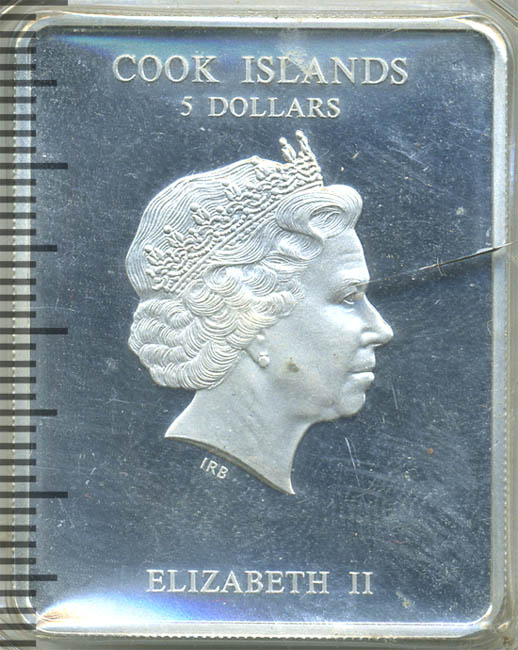 COOK ISLANDS
5 DOLLARS
IRB
ELIZABETH II